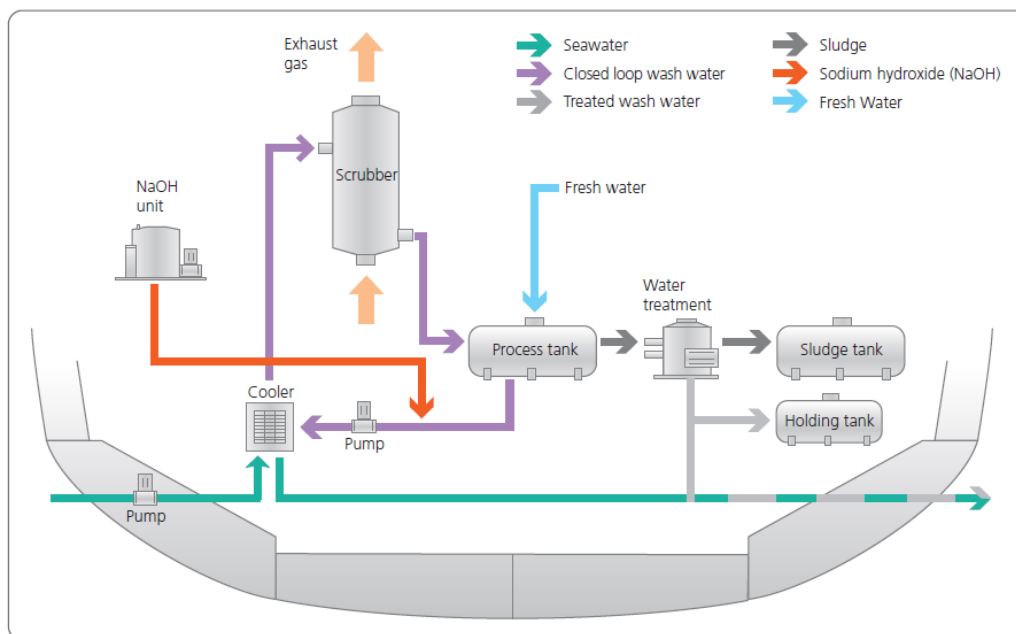 Exhaust
gas
Seawater
Closed loop wash water
Treated wash water
Sludge
Sodium hydroxide (NaOH)
Fresh Water
Scrubber
NaOH
unit
Fresh water
Water
treatment
Process tank
Sludge tank
Cooler
Holding tank
Pump
Pump